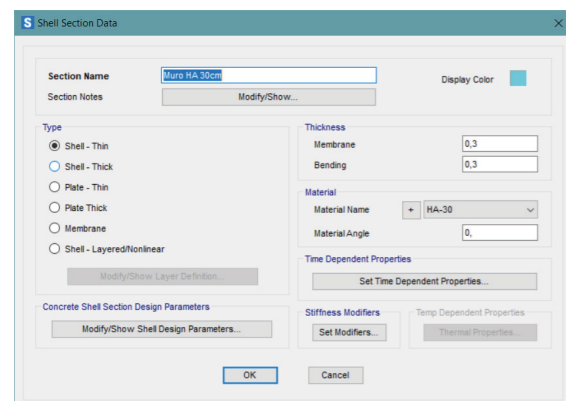 S Shell Section Data
Section Name Muro HA 30cm Display Color
Section Notes Modify/Show...
Type
Shell - Thin
Shell - Thick
Plate - Thin
Plate Thick
Membrane
Shell - Layered/Nonlinear
Modify/Show Layer Definition...
Thickness
Membrane 0,3
Bending 0,3
Material
Material Name + HA-30
Material Angle 0,
Time Dependent Properties
Set Time Dependent Properties...
Concrete Shell Section Design Parameters
Modify/Show Shell Design Parameters...
Stiffness Modifiers
Set Modifiers...
Temp Dependent Properties
Thermal Properties...
OK Cancel